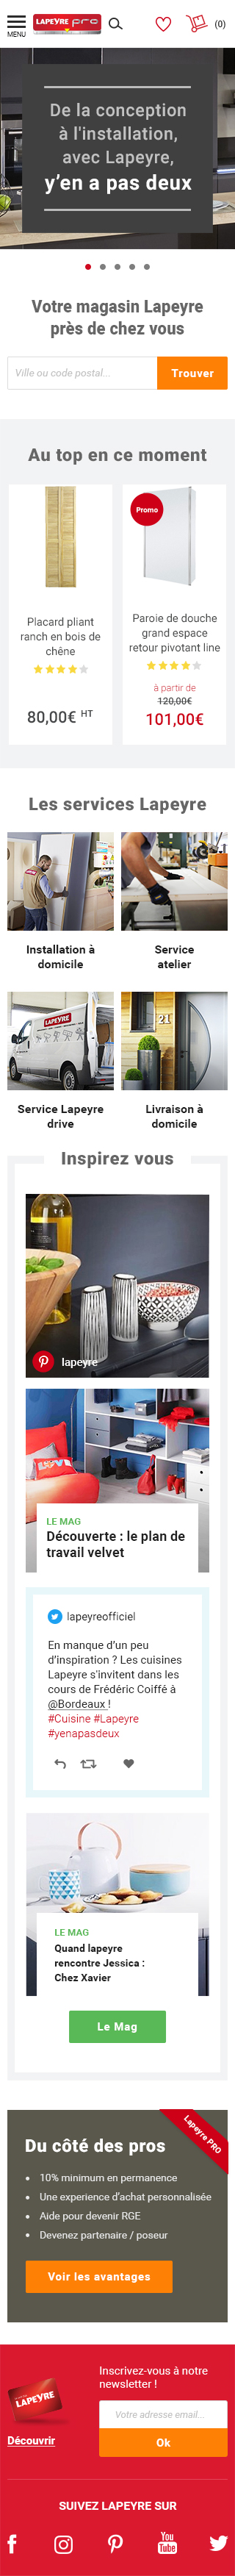 MENU
LAPEYRE pro
(0)
De la conception
à l'installation,
avec Lapeyre,
y’en a pas deux
Votre magasin Lapeyre
près de chez vous
Ville ou code postal...
Trouver
Au top en ce moment
Promo
Placard pliant
ranch en bois de
chêne
80,00€ HT
Paroie de douche
grand espace
retour pivotant line
à partir de
120,00€
101,00€
Les services Lapeyre
Installation à
domicile
Service
atelier
LAPEYRE
21
Service Lapeyre
drive
Livraison à
domicile
Inspirez vous
lapeyre
LE MAG
Découverte : le plan de
travail velvet
lapeyreofficiel
En manque d’un peu
d’inspiration ? Les cuisines
Lapeyre s’invitent dans les
cours de Frédéric Coiffé à
@Bordeaux !
#Cuisine #Lapeyre
#yenapasdeux
LE MAG
Quand lapeyre
rencontre Jessica :
Chez Xavier
Le Mag
Lapeyre PRO
Du côté des pros
10% minimum en permanence
Une experience d’achat personnalisée
Aide pour devenir RGE
Devenez partenaire / poseur
Voir les avantages
LAPEYRE
Découvrir
Inscrivez-vous à notre
newsletter !
Votre adresse email...
Ok
SUIVEZ LAPEYRE SUR
You
Tube